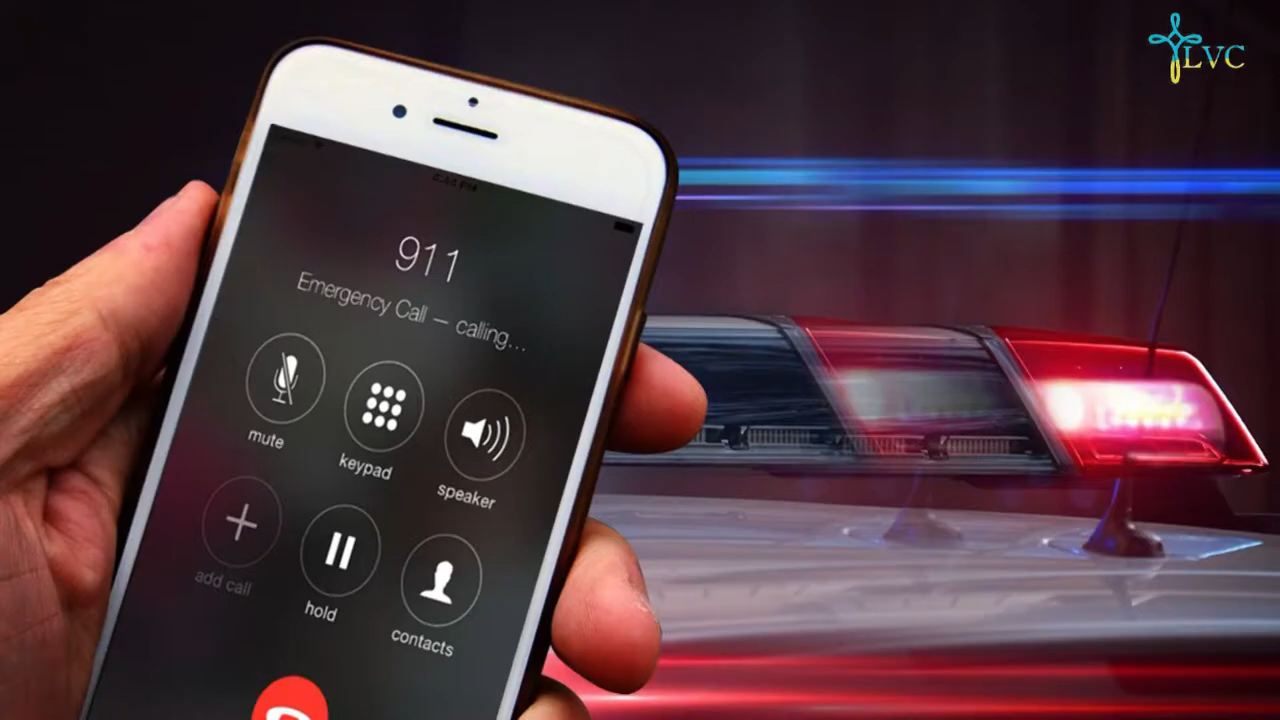 LVC
911
Emergency Call – calling...
mute
keypad
speaker
add call
hold
contacts